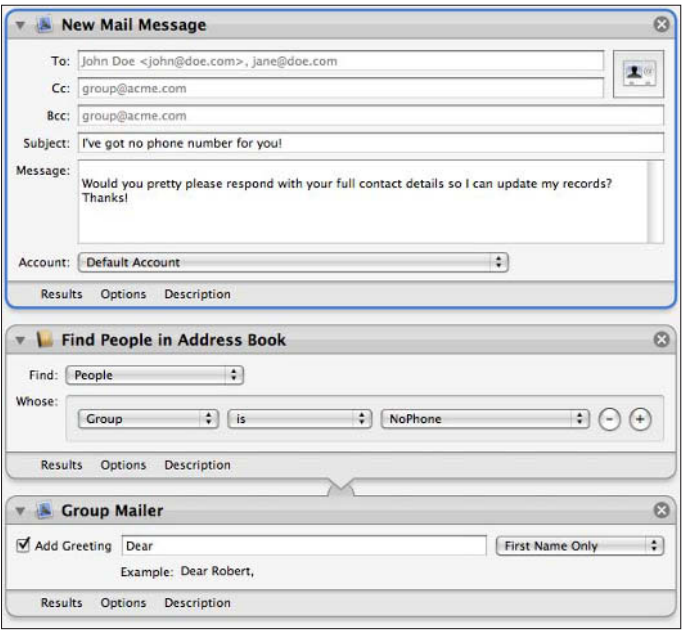 New Mail Message
To: John Doe <john@doe.com>, jane@doe.com
Cc: group@acme.com
Bcc: group@acme.com
Subject: I've got no phone number for you!
Message:
Would you pretty please respond with your full contact details so I can update my records?
Thanks!
Account: Default Account
Results Options Description
Find People in Address Book
Find: People
Whose:
Group is NoPhone
Results Options Description
Group Mailer
Add Greeting Dear First Name Only
Example: Dear Robert,
Results Options Description